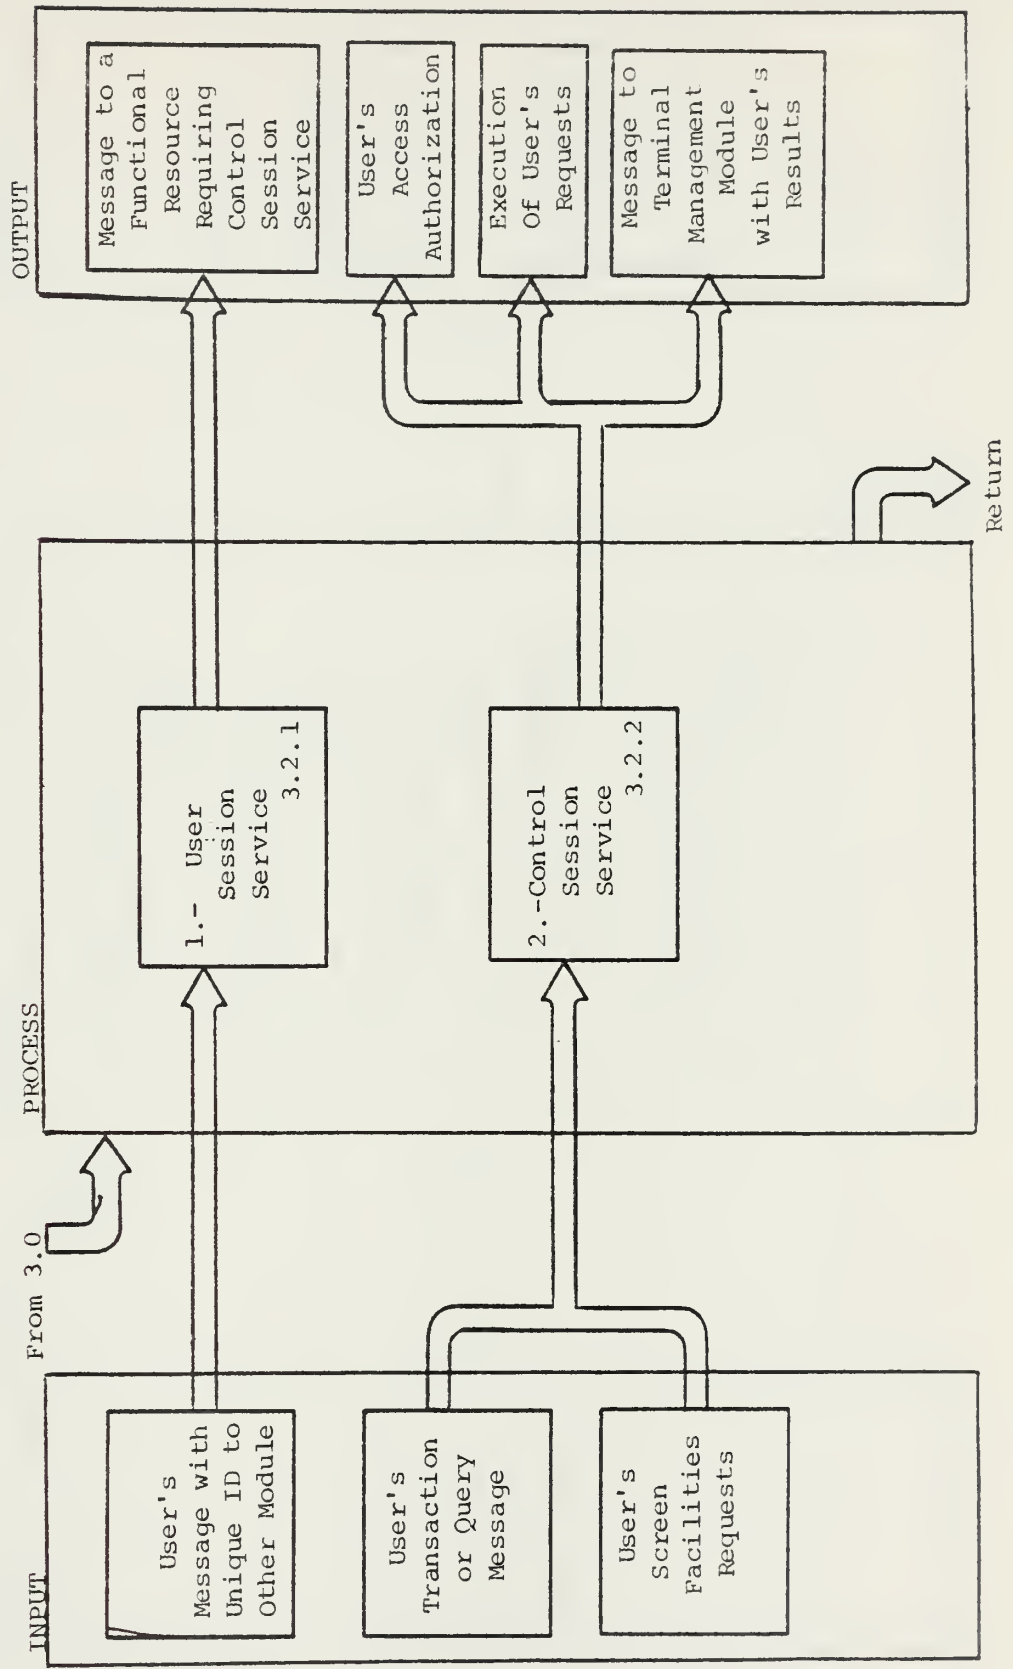 INPUT
User's
Message with
Unique ID to
Other Module
User's
Transaction
or Query
Message
User's
Screen
Facilities
Requests
From 3.0
PROCESS
1.- User
Session
Service
3.2.1
2.-Control
Session
Service
3.2.2
Return
OUTPUT
Message to a
Functional
Resource
Requiring
Control
Session
Service
User's
Access
Authorization
Execution
Of User's
Requests
Message to
Terminal
Management
Module
with User's
Results